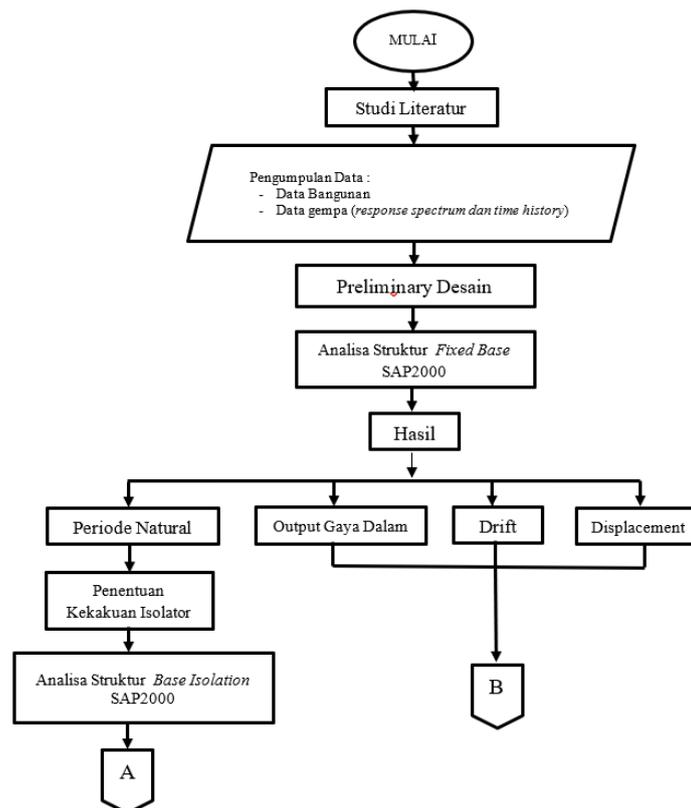 MULAI
Studi Literatur
Pengumpulan Data :
- Data Bangunan
- Data gempa (response spectrum dan time history)
Preliminary Desain
Analisa Struktur Fixed Base
SAP2000
Hasil
Periode Natural
Output Gaya Dalam
Drift
Displacement
Penentuan
Kekakuan Isolator
Analisa Struktur Base Isolation
SAP2000
B
A